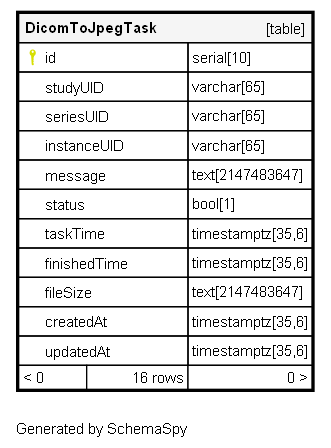 DicomToJpegTask [table]
id serial[10]
studyUID varchar[65]
seriesUID varchar[65]
instanceUID varchar[65]
message text[2147483647]
status bool[1]
taskTime timestamptz[35,6]
finishedTime timestamptz[35,6]
fileSize text[2147483647]
createdAt timestamptz[35,6]
updatedAt timestamptz[35,6]
< 0 16 rows 0 >
Generated by SchemaSpy